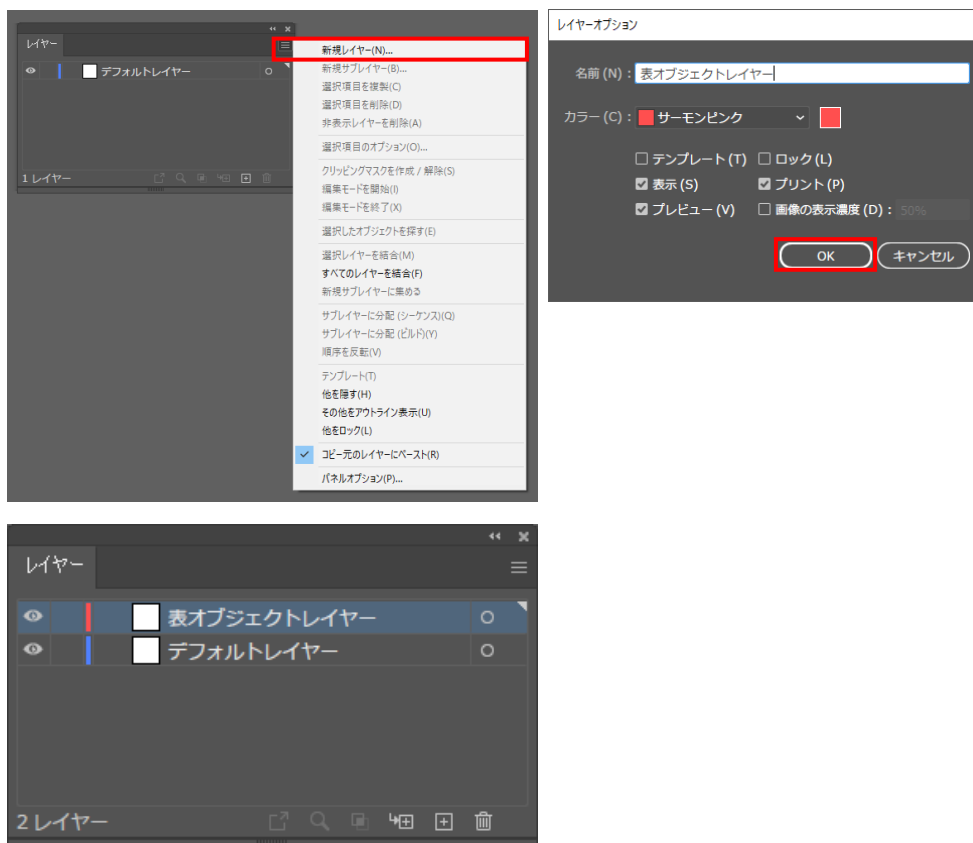 レイヤー
デフォルトレイヤー
1 レイヤー
新規レイヤー(N)...
新規サブレイヤー(B)...
選択項目を複製(C)
選択項目を削除(D)
非表示レイヤーを削除(A)
選択項目のオプション(O)...
クリッピングマスクを作成 / 解除(S)
編集モードを開始(I)
編集モードを終了(X)
選択したオブジェクトを探す(E)
選択レイヤーを結合(M)
すべてのレイヤーを結合(F)
新規サブレイヤーに集める
サブレイヤーに分配 (シーケンス)(Q)
サブレイヤーに分配 (ビルド)(Y)
順序を反転(V)
テンプレート(T)
他を隠す(H)
その他をアウトライン表示(U)
他をロック(L)
コピー元のレイヤーにペースト(R)
パネルオプション(P)...
レイヤーオプション
名前 (N) : 表オブジェクトレイヤー
カラー (C) : サーモンピンク
テンプレート (T) ロック (L)
表示 (S) プリント (P)
プレビュー (V) 画像の表示濃度 (D) : 50%
OK キャンセル
レイヤー
表オブジェクトレイヤー
デフォルトレイヤー
2 レイヤー